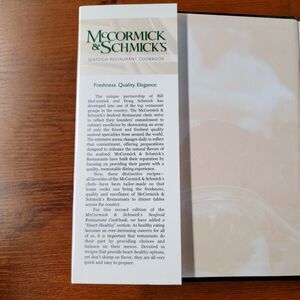 McCORMICK
& SCHMICK'S
SEAFOOD RESTAURANT COOKBOOK
Freshness. Quality. Elegance.
The unique partnership of Bill
McCormick and Doug Schmick has
developed into one of the top restaurant
groups in the country. The McCormick &
Schmick's Seafood Restaurant chefs strive
to reflect their founders' commitment to
culinary excellence by showcasing an array
of only the finest and freshest quality
seafood specialties from around the world.
The extensive menu changes daily to reflect
that commitment, offering preparations
designed to enhance the natural flavors of
the seafood. McCormick & Schmick's
Restaurants have built their reputation by
focusing on providing their guests with a
quality, memorable dining experience.
Now, these distinctive recipes—
all favorites of the McCormick & Schmick's
chefs—have been tailor-made so that
home cooks can bring the freshness,
quality and excellence of McCormick &
Schmick's Restaurants to dinner tables
across the country.
For this second edition of the
McCormick & Schmick's Seafood
Restaurant Cookbook, we have added a
"Heart-Healthy" section. As healthy eating
becomes an ever-increasing concern for all
of us, it is important that restaurants do
their part by providing choices and
balance on their menus. Devoted to
recipes that provide heart-healthy options,
yet don't skimp on flavor, they are all very
quick and easy to prepare.